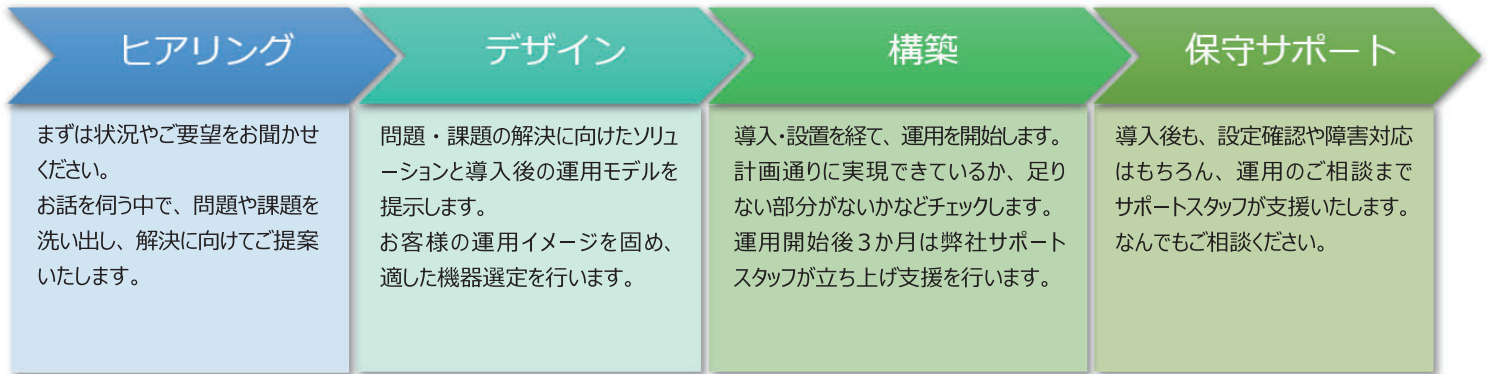 ヒアリング
まずは状況やご要望をお聞かせ
ください。
お話を伺う中で、問題や課題を
洗い出し、解決に向けてご提案
いたします。
デザイン
問題・課題の解決に向けたソリュ
ーションと導入後の運用モデルを
提示します。
お客様の運用イメージを固め、
適した機器選定を行います。
構築
導入・設置を経て、運用を開始します。
計画通りに実現できているか、足り
ない部分がないかなどチェックします。
運用開始後３か月は弊社サポート
スタッフが立ち上げ支援を行います。
保守サポート
導入後も、設定確認や障害対応
はもちろん、運用のご相談まで
サポートスタッフが支援いたします。
なんでもご相談ください。